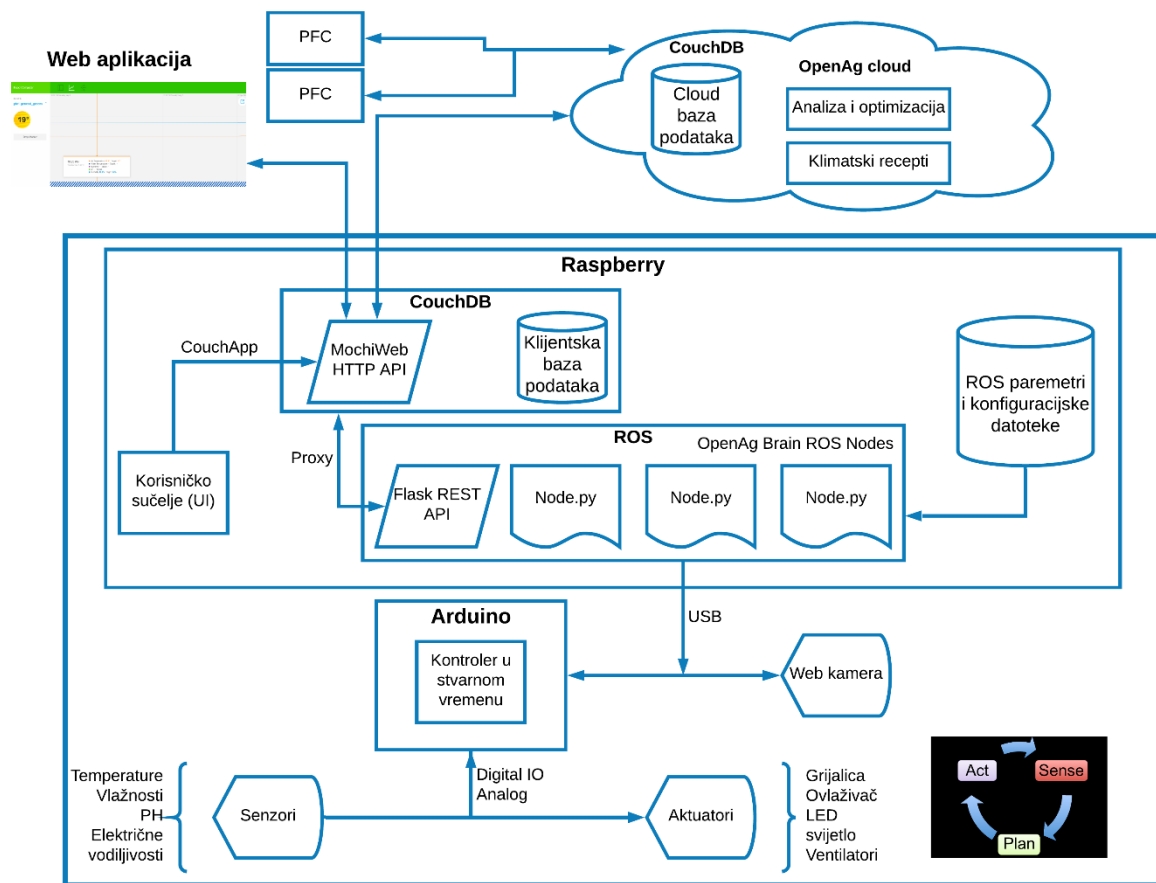 Web aplikacija
19°
PFC
PFC
CouchDB
Cloud
baza
podataka
OpenAg cloud
Analiza i optimizacija
Klimatski recepti
Raspberry
CouchDB
MochiWeb
HTTP API
Klijentska
baza
podataka
CouchApp
Korisničko
sučelje (UI)
Proxy
ROS
OpenAg Brain ROS Nodes
Flask REST
API
Node.py
Node.py
Node.py
ROS paremetri
i konfiguracijske
datoteke
USB
Arduino
Kontroler u
stvarnom
vremenu
Web kamera
Digital IO
Analog
Temperature
Vlažnosti
PH
Električne
vodiljivosti
Senzori
Aktuatori
Grijalica
Ovlaživač
LED
svijetlo
Ventilatori
Act
Sense
Plan